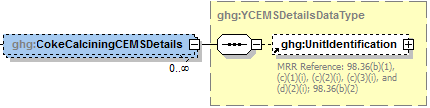 ghg:YCEMSDetailsDataType
ghg:CokeCalciningCEMSDetails
0..∞
ghg:UnitIdentification
MRR Reference: 98.36(b)(1),
(c)(1)(i), (c)(2)(i), (c)(3)(i), and
(d)(2)(i); 98.36(b)(2)